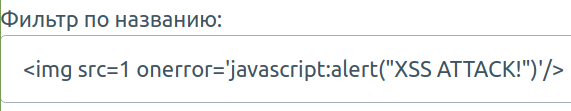 Фильтр по названию:
<img src=1 onerror='javascript:alert("XSS ATTACK!")'/>